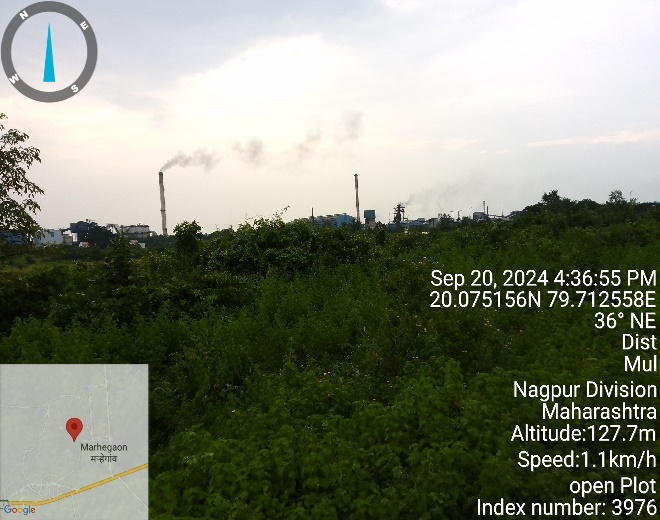 N
E
W
S
Sep 20, 2024 4:36:55 PM
20.075156N 79.712558E
36° NE
Dist
Mul
Nagpur Division
Maharashtra
Altitude:127.7m
Speed:1.1km/h
open Plot
Index number: 3976
Marhegaon
मऱ्हेगाव
Google